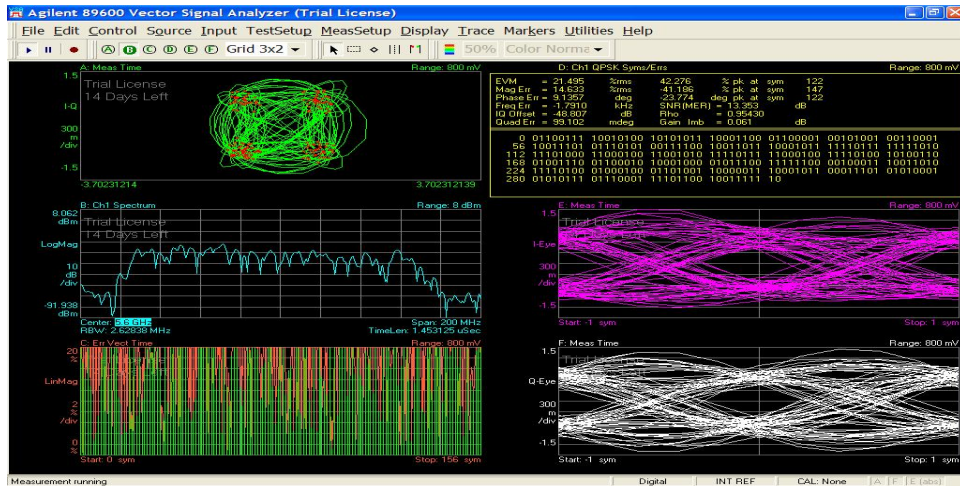 Agilent 89600 Vector Signal Analyzer (Trial License)
File Edit Control Source Input TestSetup MeasSetup Display Trace Markers Utilities Help
A B C D E F Grid 3x2 50% Color Norma
A: Meas Time Range: 800 mV
1.5
Trial License
14 Days Left
I-Q
300
m
/div
-1.5
-3.70231214 3.702312139
D: Ch1 QPSK Syms/Errs Range: 800 mV
EVM = 21.495 %rms 42.276 % pk at sym 122
Mag Err = 14.633 %rms -41.186 % pk at sym 147
Phase Err = 9.1357 deg -23.774 deg pk at sym 122
Freq Err = -1.7910 kHz SNR(MER) = 13.353 dB
IQ Offset = -48.807 dB Rho = 0.95430
Quad Err = 99.102 mdeg Gain Imb = 0.061 dB
0 01100111 10010100 10101011 10001100 01100001 00101001 00110001
56 10011101 01110101 00111100 10011011 10001011 11110111 11111010
112 11101000 11000100 11001010 11110111 11000100 11110100 10100110
168 01001110 01100010 10001000 01011100 11111100 00100011 10011010
224 11110100 01000100 01101001 10000011 10001011 00011101 01010001
280 01010111 01110001 11101100 10011111 10
B: Ch1 Spectrum Range: 8 dBm
8.062
dBm
Trial License
14 Days Left
LogMag
10
dB
/div
-91.938
dBm
Center: 5.6 GHz Span: 200 MHz
RBW: 2.62838 MHz TimeLen: 1.453125 uSec
E: Meas Time Range: 800 mV
1.5
Trial License
I-Eye
300
m
/div
-1.5
Start: -1 sym Stop: 1 sym
C: Err Vect Time Range: 800 mV
20
%
LinMag
2
%
/div
0
%
Start: 0 sym Stop: 156 sym
F: Meas Time Range: 800 mV
1.5
Q-Eye
300
m
/div
-1.5
Start: -1 sym Stop: 1 sym
Measurement running Digital INT REF CAL: None A F E (abs)